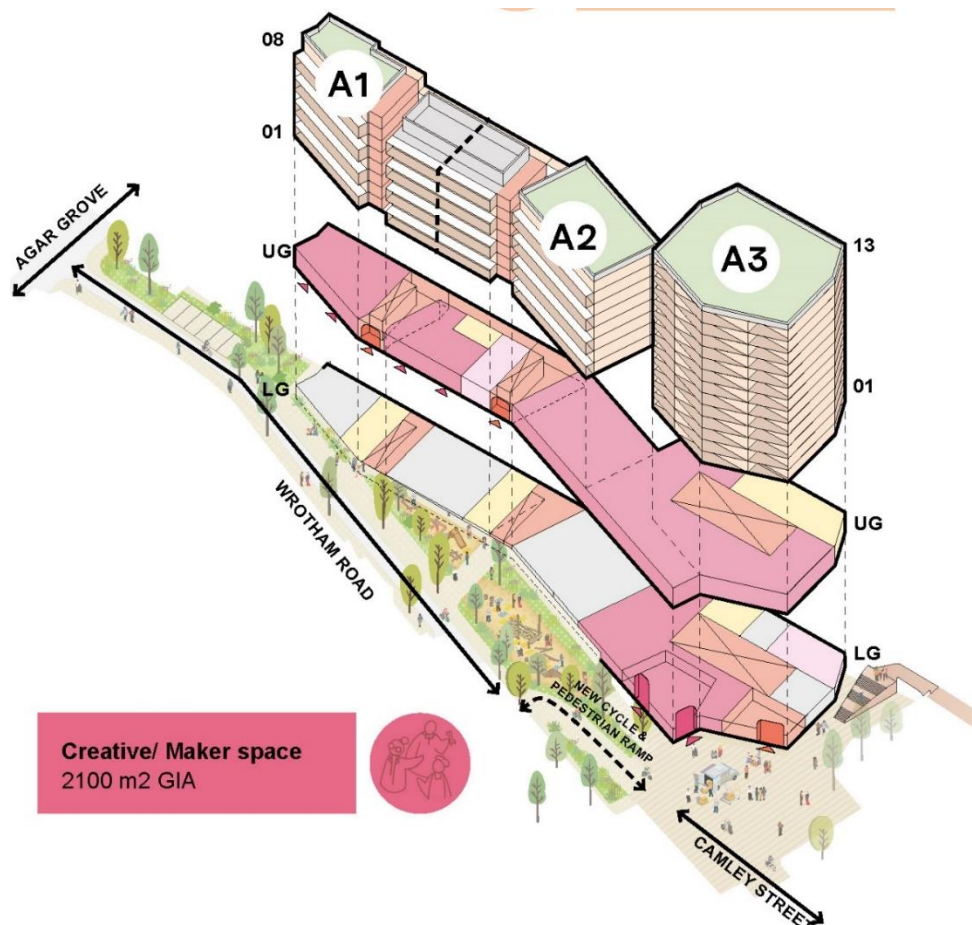 08
A1
01
AGAR GROVE
A2
A3
13
UG
01
LG
WROTHAM ROAD
UG
LG
NEW CYCLE &
PEDESTRIAN RAMP
Creative/ Maker space
2100 m2 GIA
CAMLEY STREET